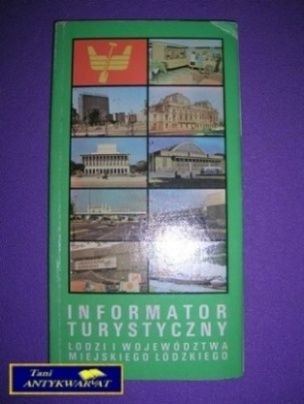 INFORMATOR
TURYSTYCZNY
ŁODZI I WOJEWÓDZTWA
MIEJSKIEGO ŁÓDZKIEGO
Tani
ANTYKWARIAT